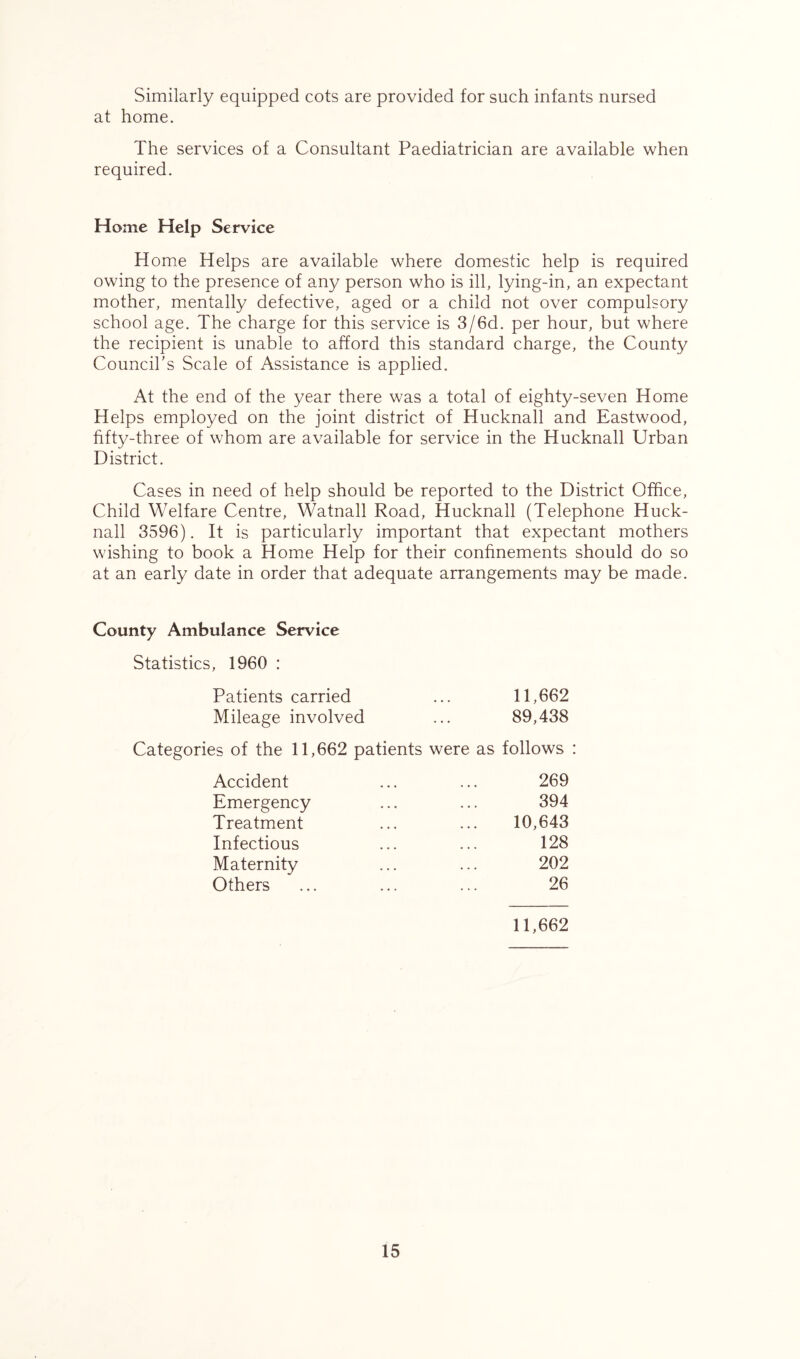 Similarly equipped cots are provided for such infants nursed
at home.
The services of a Consultant Paediatrician are available when
required.
Home Help Service
Home Helps are available where domestic help is required
owing to the presence of any person who is ill, lying-in, an expectant
mother, mentally defective, aged or a child not over compulsory
school age. The charge for this service is 3/6d. per hour, but where
the recipient is unable to afford this standard charge, the County
Council's Scale of Assistance is applied.
At the end of the year there was a total of eighty-seven Home
Helps employed on the joint district of Hucknall and Eastwood,
fifty-three of whom are available for service in the Hucknall Urban
District.
Cases in need of help should be reported to the District Office,
Child Welfare Centre, Watnall Road, Hucknall (Telephone Huck-
nall 3596). It is particularly important that expectant mothers
wishing to book a Home Help for their confinements should do so
at an early date in order that adequate arrangements may be made.
County Ambulance Service
Statistics, 1960 :
Patients carried ... 11,662
Mileage involved ... 89,438
Categories of the 11,662 patients were as follows :
Accident ... ... 269
Emergency ... ... 394
Treatment ... ... 10,643
Infectious ... ... 128
Maternity ... ... 202
Others ... ... ... 26
11,662
15